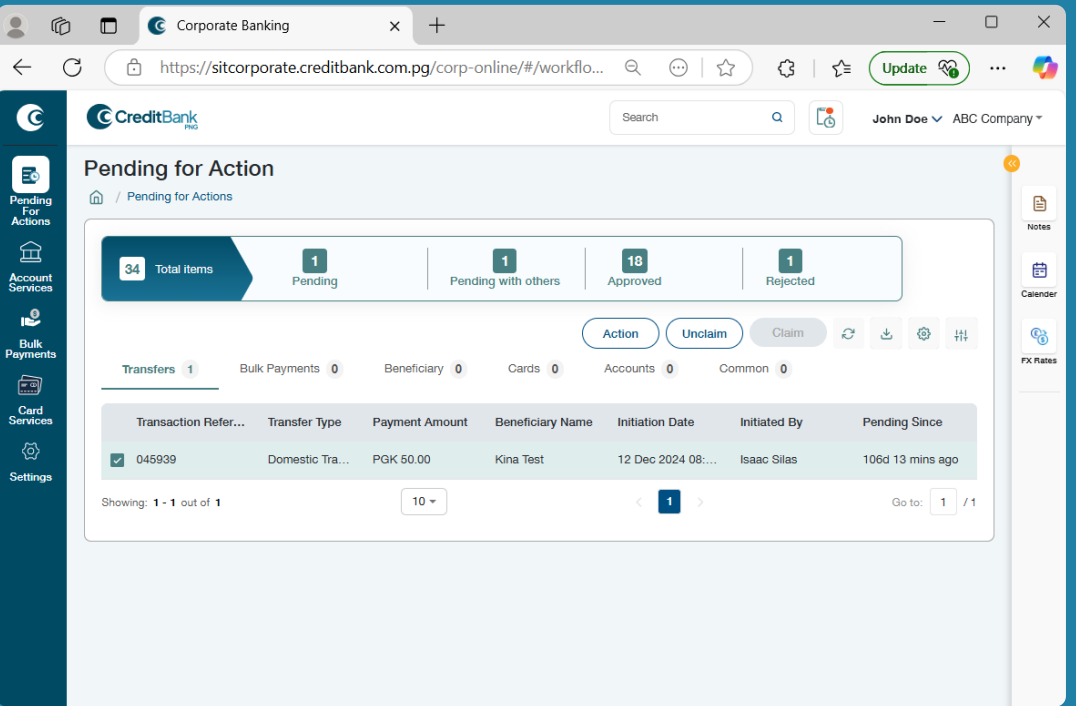 Corporate Banking
https://sitcorporate.creditbank.com.pg/corp-online/#/workflo...
Update
CreditBank
PNG
Search
John Doe
ABC Company
Pending For Actions
Account Services
Bulk Payments
Card Services
Settings
Pending for Action
/ Pending for Actions
34 Total items
1
Pending
1
Pending with others
18
Approved
1
Rejected
Action
Unclaim
Claim
Transfers 1
Bulk Payments 0
Beneficiary 0
Cards 0
Accounts 0
Common 0
Transaction Refer... Transfer Type Payment Amount Beneficiary Name Initiation Date Initiated By Pending Since
045939 Domestic Tra... PGK 50.00 Kina Test 12 Dec 2024 08:... Isaac Silas 106d 13 mins ago
Showing: 1 - 1 out of 1
10
1
Go to: 1 / 1
Notes
Calender
FX Rates